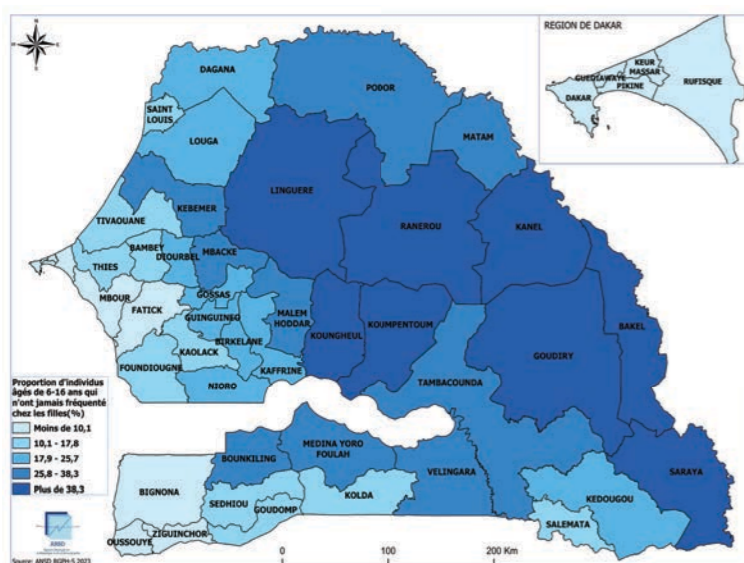 N
W
E
S
REGION DE DAKAR
KEUR
MASSAR
GUEDIAWAYE
RUFISQUE
PIKINE
DAKAR
DAGANA
PODOR
SAINT
LOUIS
MATAM
LOUGA
LINGUERE
KEBEMER
RANEROU
KANEL
TIVAOUANE
BAMBEY
MBACKE
DIOURBEL
THIES
MBOUR
GOSSAS
FATICK
GUINGUINEO
MALEM
HODDAR
KOUNGHEUL
KOUMPENTOUM
BAKEL
BIRKELANE
GOUDIRY
KAOLACK
FOUNDIOUGNE
KAFFRINE
TAMBACOUNDA
NIORO
Proportion d'individus
âgés de 6-16 ans qui
n'ont jamais fréquenté
chez les filles(%)
Moins de 10,1
10,1 - 17,8
17,9 - 25,7
25,8 - 38,3
Plus de 38,3
MEDINA YORO
FOULAH
BOUNKILING
VELINGARA
SARAYA
BIGNONA
SEDHIOU
KOLDA
KEDOUGOU
GOUDOMP
SALEMATA
ZIGUINCHOR
OUSSOUYE
ANSD
0 100 200 Km
Source: ANSD-RGPH-5 2023